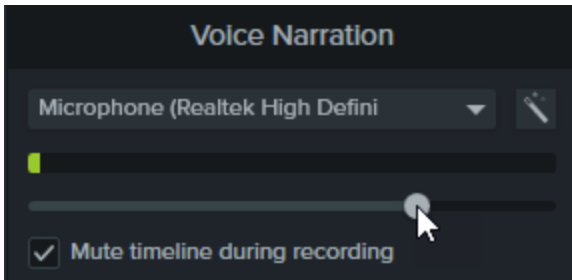 Voice Narration
Microphone (Realtek High Defini
Mute timeline during recording